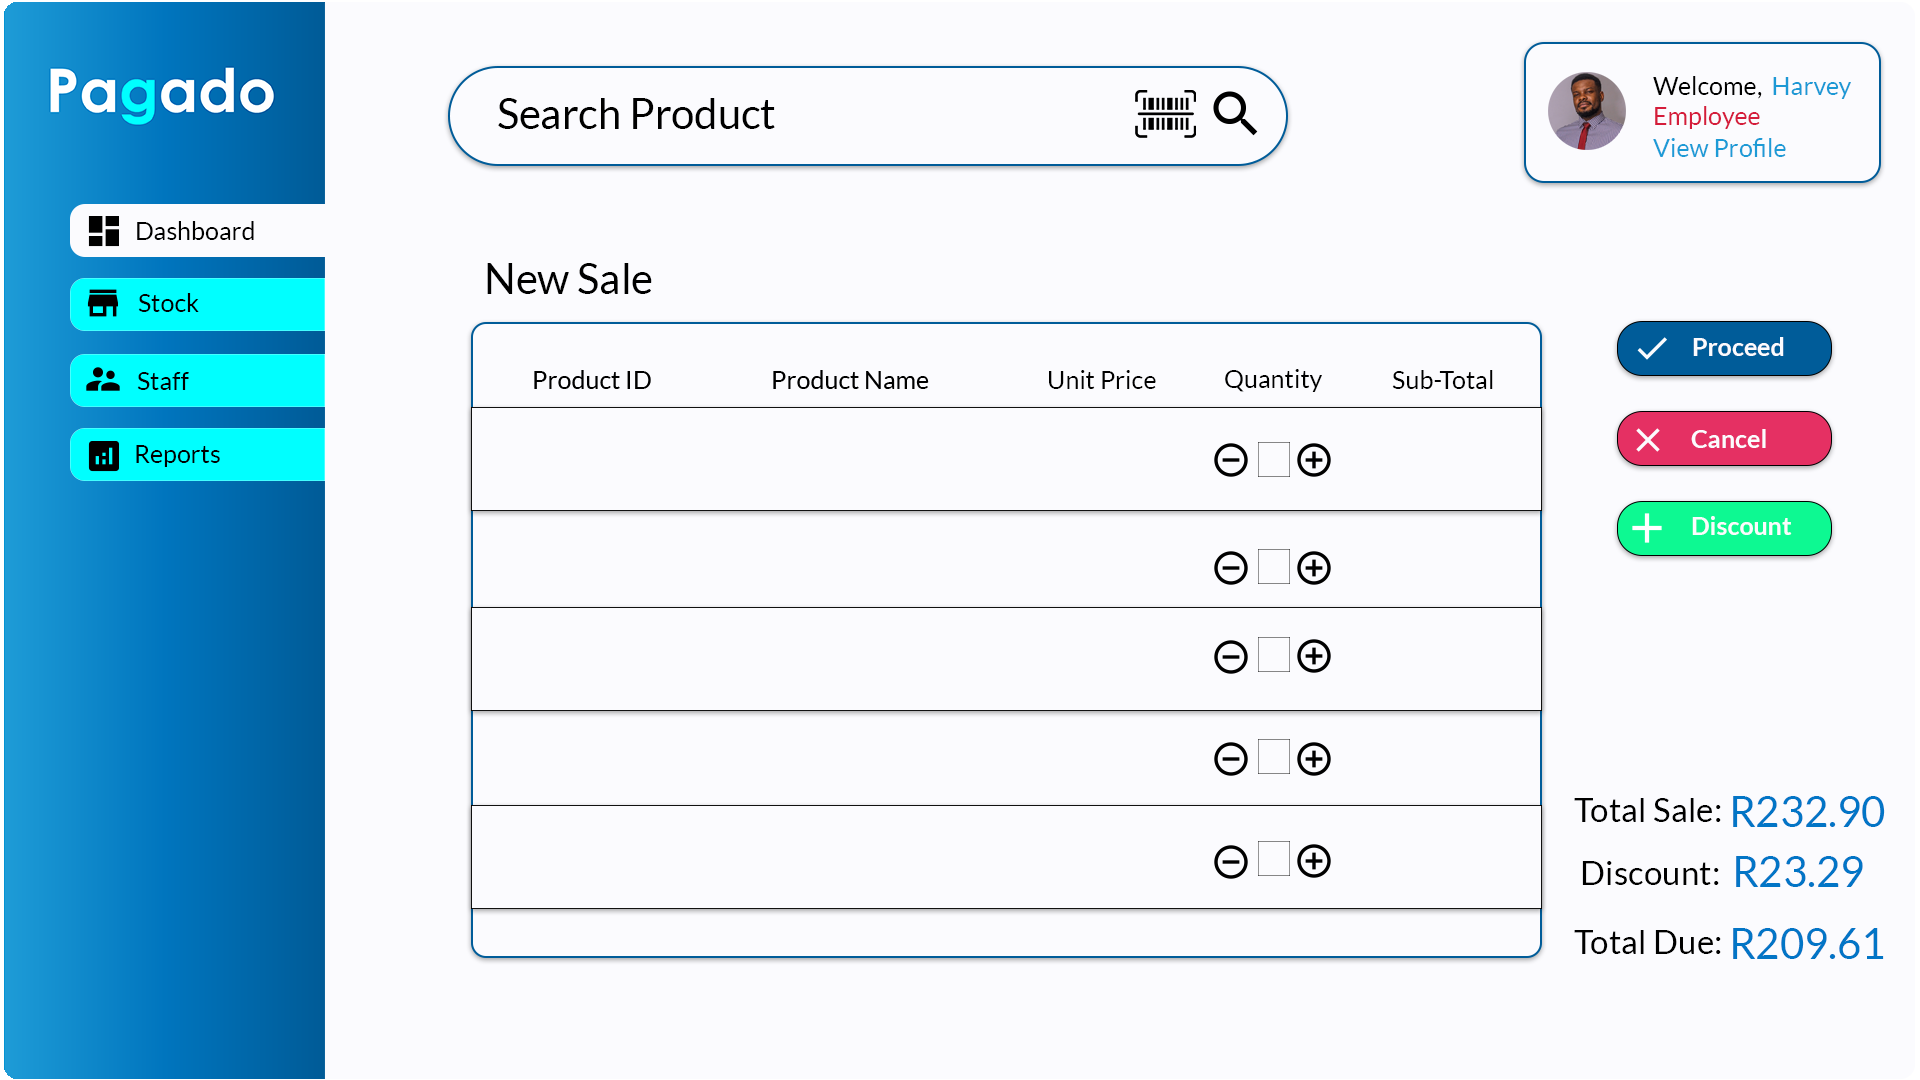 Pagado
Search Product
Welcome, Harvey
Employee
View Profile
Dashboard
Stock
Staff
Reports
New Sale
Product ID Product Name Unit Price Quantity Sub-Total
Proceed
Cancel
Discount
Total Sale: R232.90
Discount: R23.29
Total Due: R209.61